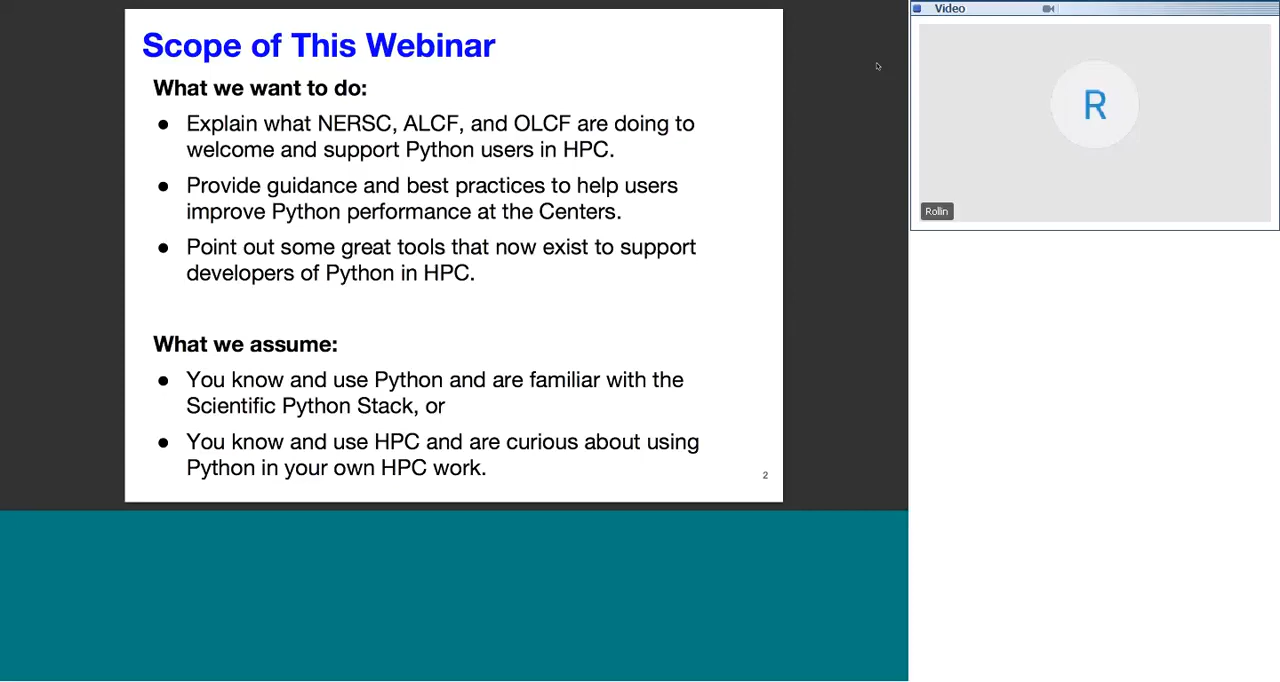 Scope of This Webinar
What we want to do:
● Explain what NERSC, ALCF, and OLCF are doing to
welcome and support Python users in HPC.
● Provide guidance and best practices to help users
improve Python performance at the Centers.
● Point out some great tools that now exist to support
developers of Python in HPC.
What we assume:
● You know and use Python and are familiar with the
Scientific Python Stack, or
● You know and use HPC and are curious about using
Python in your own HPC work.
2
Video
R
Rolin